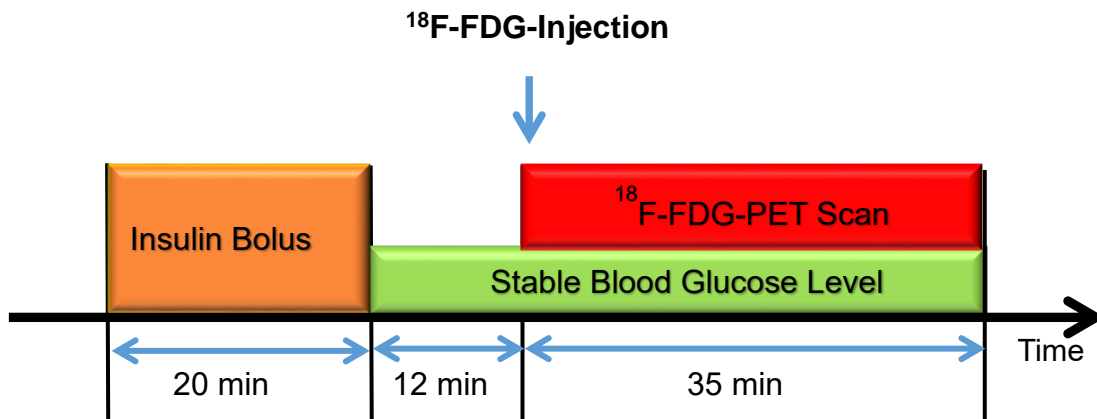 ¹⁸F-FDG-Injection
¹⁸F-FDG-PET Scan
Insulin Bolus
Stable Blood Glucose Level
Time
20 min
12 min
35 min